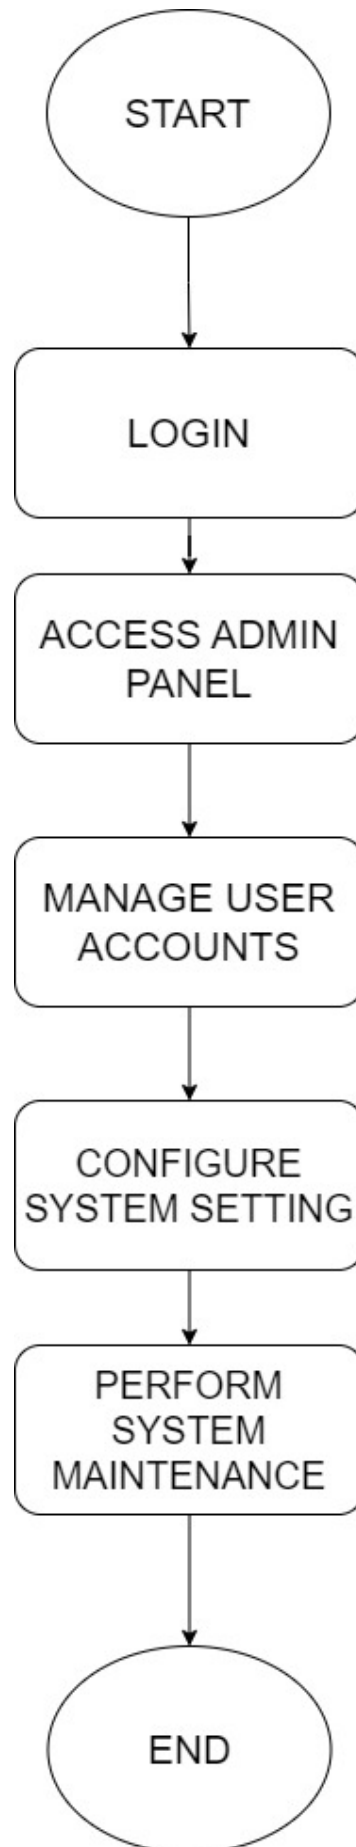 START
LOGIN
ACCESS ADMIN
PANEL
MANAGE USER
ACCOUNTS
CONFIGURE
SYSTEM SETTING
PERFORM
SYSTEM
MAINTENANCE
END